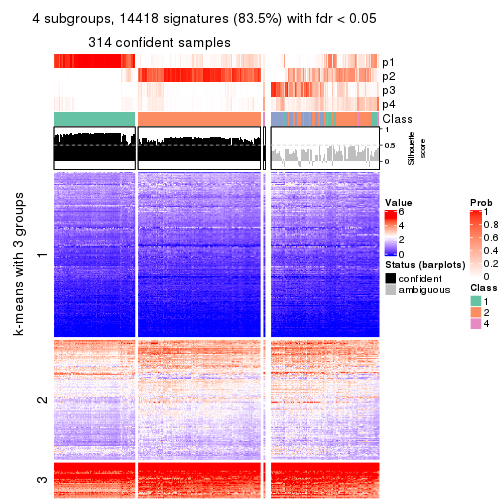 4 subgroups, 14418 signatures (83.5%) with fdr < 0.05
314 confident samples
p1
p2
p3
p4
Class
1
0.5
0
Silhouette
score
k-means with 3 groups
1
2
3
Value
6
4
2
0
Status (barplots)
confident
ambiguous
Prob
1
0.8
0.6
0.4
0.2
0
Class
1
2
4